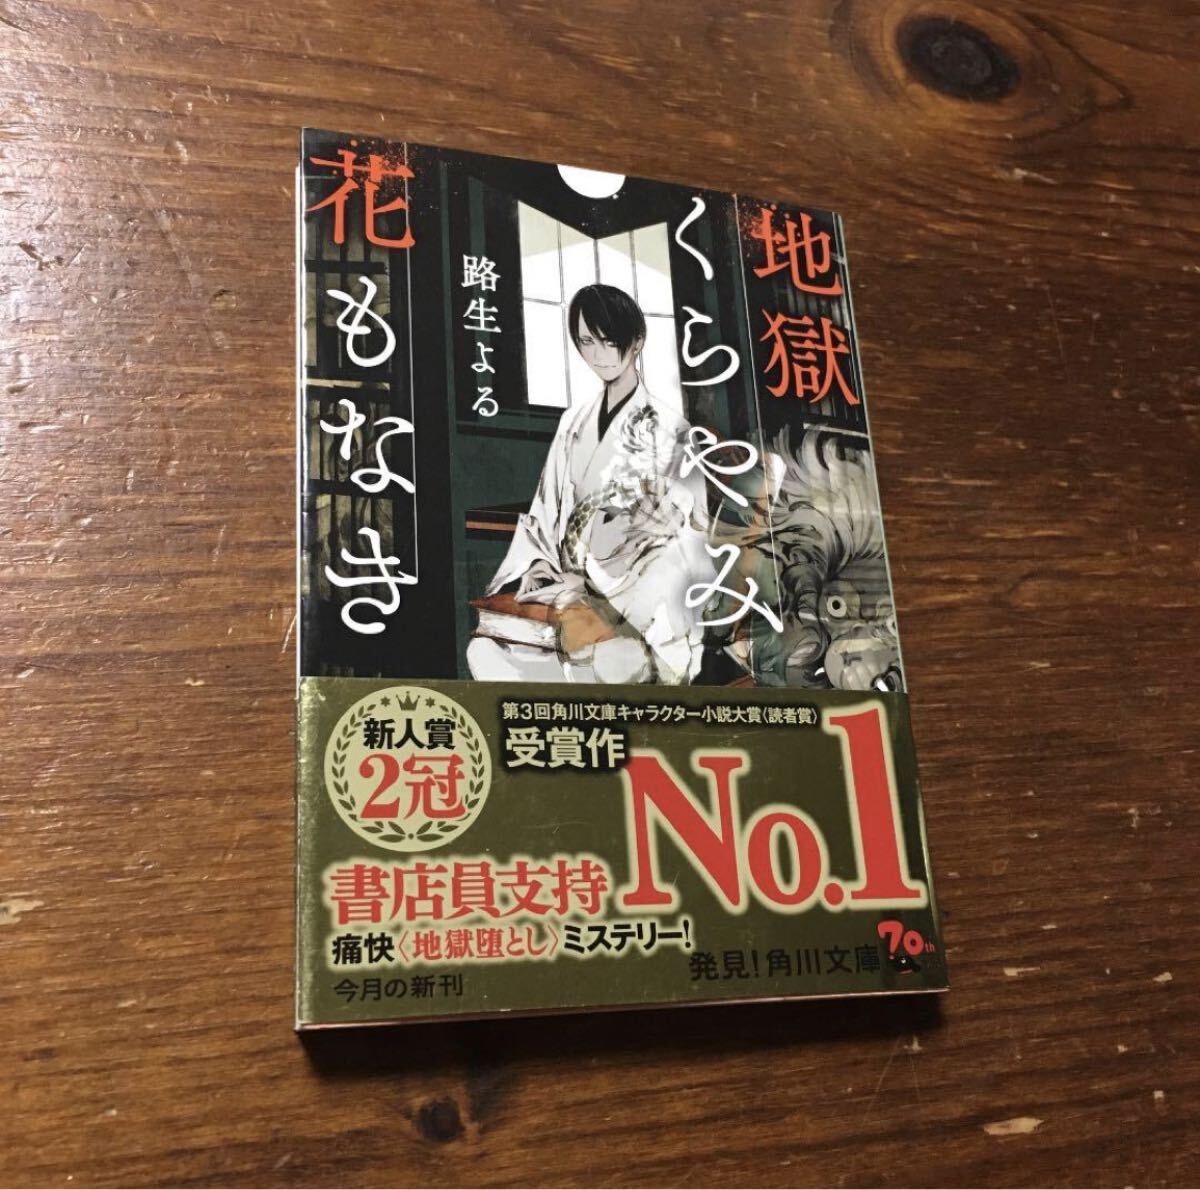 地獄
くらやみ
花もなき
路生よる
新人賞
2冠
第3回角川文庫キャラクター小説大賞〈読者賞〉
受賞作
書店員支持
No.1
痛快〈地獄堕とし〉ミステリー!
今月の新刊
発見!角川文庫
70th